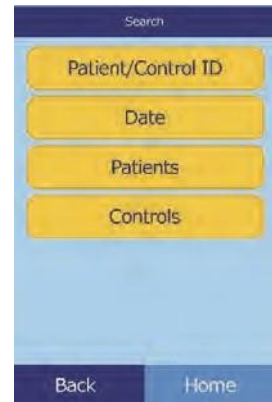 Search
Patient/Control ID
Date
Patients
Controls
Back
Home